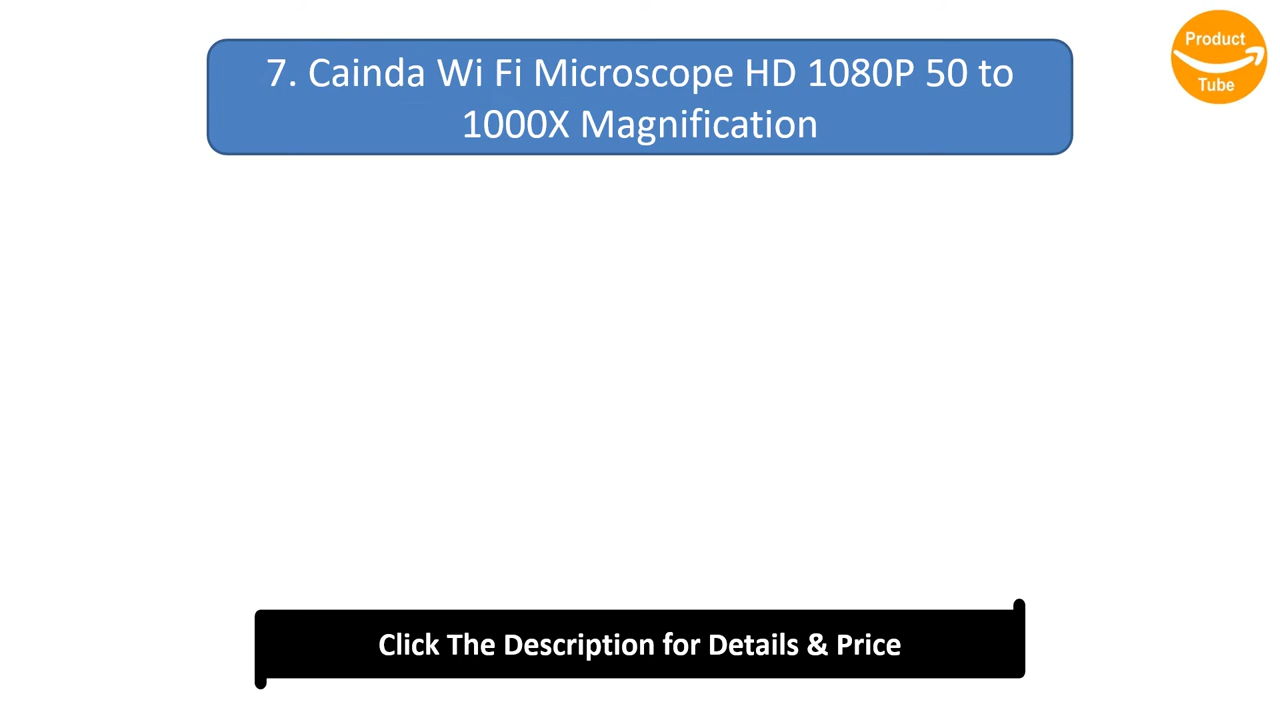 7. Cainda Wi Fi Microscope HD 1080P 50 to
1000X Magnification
Product
Tube
Click The Description for Details & Price